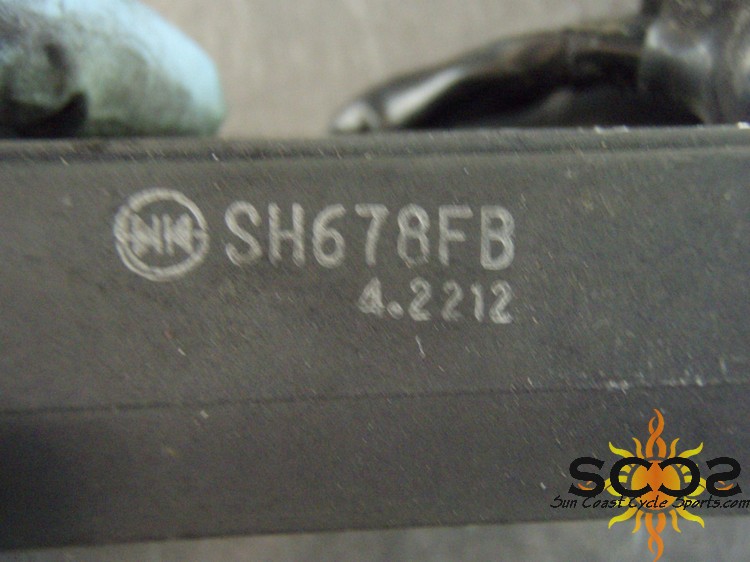 SH678FB
4.2212
SCCS
Sun Coast Cycle Sports.com